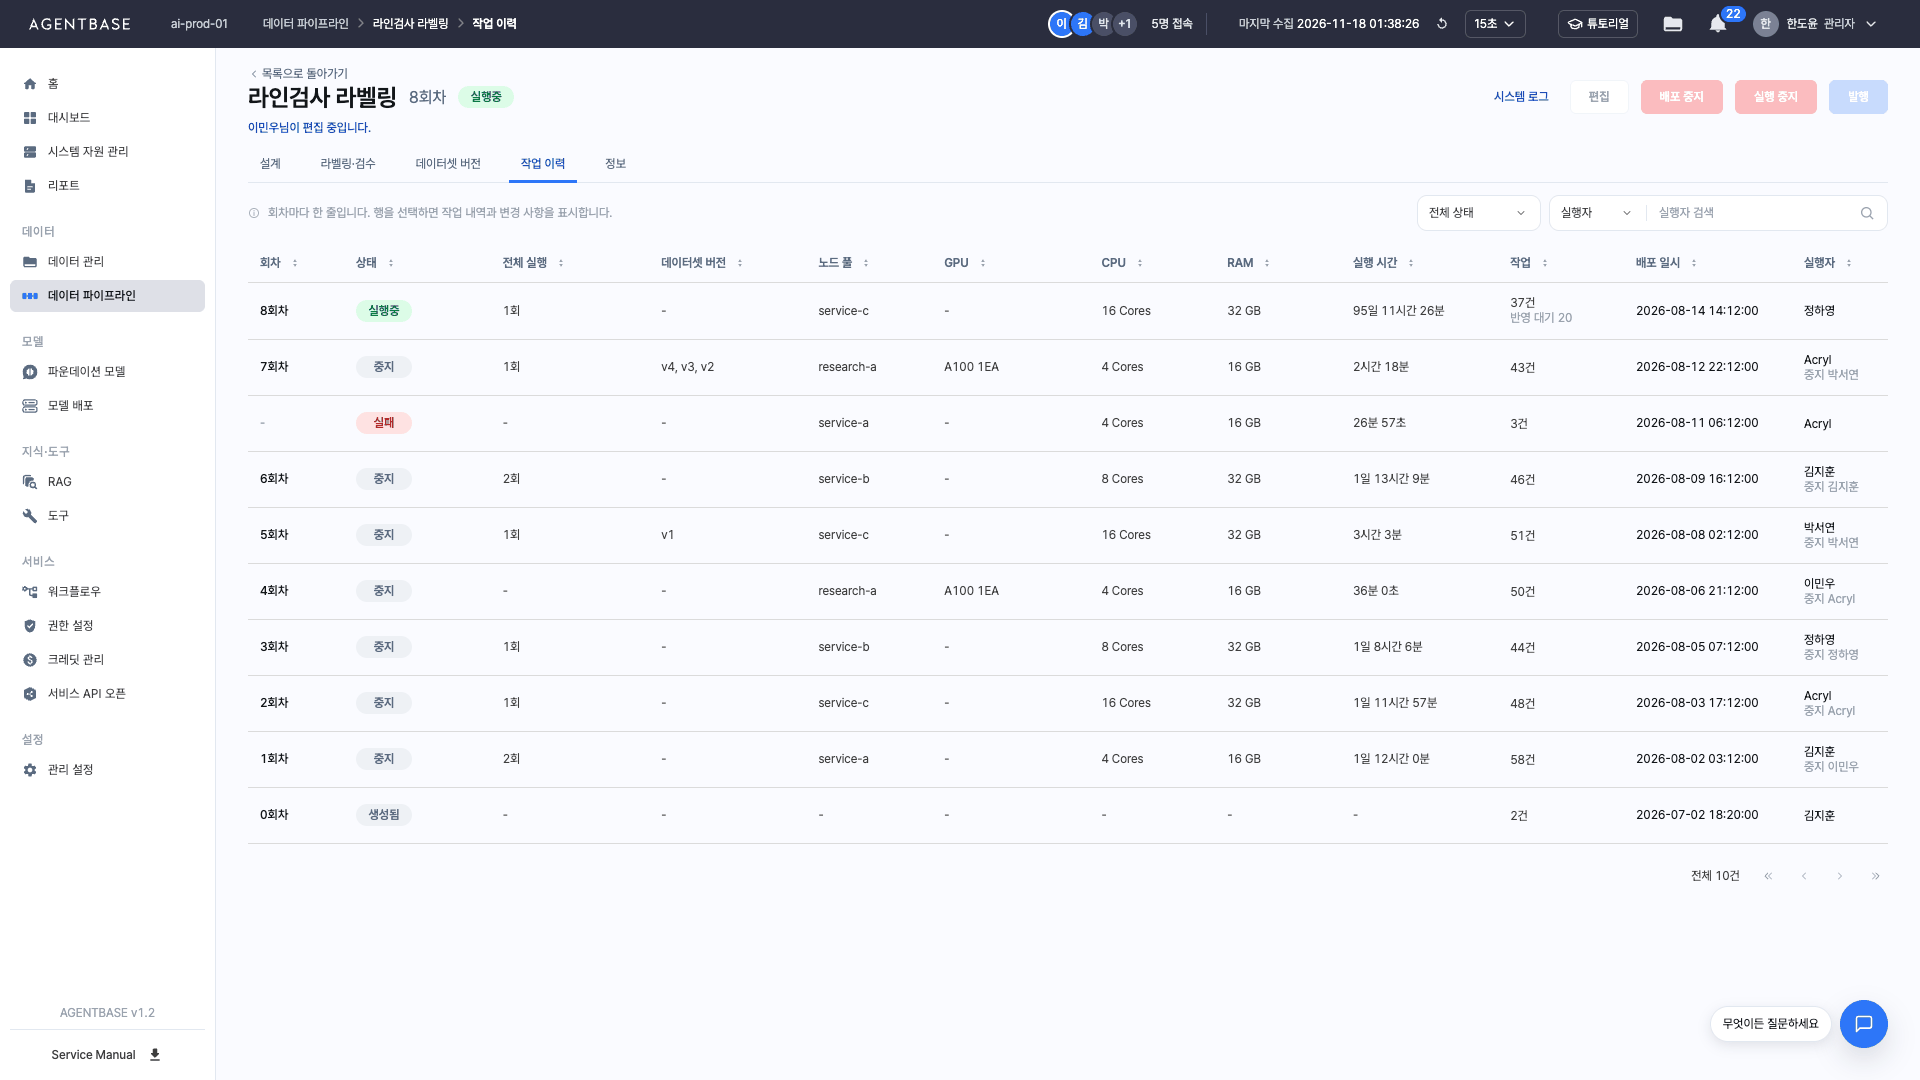 AGENTBASE
ai-prod-01
데이터 파이프라인 > 라인검사 라벨링 > 작업 이력
이 김 박 +1 5명 접속
마지막 수집 2026-11-18 01:38:26
15초
튜토리얼
22
한 한도윤 관리자
홈
대시보드
시스템 자원 관리
리포트
데이터
데이터 관리
데이터 파이프라인
모델
파운데이션 모델
모델 배포
지식·도구
RAG
도구
서비스
워크플로우
권한 설정
크레딧 관리
서비스 API 오픈
설정
관리 설정
AGENTBASE v1.2
Service Manual
목록으로 돌아가기
라인검사 라벨링 8회차 실행중
이민우님이 편집 중입니다.
시스템 로그 편집 배포 중지 실행 중지 발행
설계 라벨링·검수 데이터셋 버전 작업 이력 정보
회차마다 한 줄입니다. 행을 선택하면 작업 내역과 변경 사항을 표시합니다.
전체 상태 실행자 실행자 검색
회차 상태 전체 실행 데이터셋 버전 노드 풀 GPU CPU RAM 실행 시간 작업 배포 일시 실행자
8회차 실행중 1회 - service-c - 16 Cores 32 GB 95일 11시간 26분 37건 2026-08-14 14:12:00 정하영
반영 대기 20
7회차 중지 1회 v4, v3, v2 research-a A100 1EA 4 Cores 16 GB 2시간 18분 43건 2026-08-12 22:12:00 Acryl
중지 박서연
- 실패 - - service-a - 4 Cores 16 GB 26분 57초 3건 2026-08-11 06:12:00 Acryl
6회차 중지 2회 - service-b - 8 Cores 32 GB 1일 13시간 9분 46건 2026-08-09 16:12:00 김지훈
중지 김지훈
5회차 중지 1회 v1 service-c - 16 Cores 32 GB 3시간 3분 51건 2026-08-08 02:12:00 박서연
중지 박서연
4회차 중지 - - research-a A100 1EA 4 Cores 16 GB 36분 0초 50건 2026-08-06 21:12:00 이민우
중지 Acryl
3회차 중지 1회 - service-b - 8 Cores 32 GB 1일 8시간 6분 44건 2026-08-05 07:12:00 정하영
중지 정하영
2회차 중지 1회 - service-c - 16 Cores 32 GB 1일 11시간 57분 48건 2026-08-03 17:12:00 Acryl
중지 Acryl
1회차 중지 2회 - service-a - 4 Cores 16 GB 1일 12시간 0분 58건 2026-08-02 03:12:00 김지훈
중지 이민우
0회차 생성됨 - - - - - - - 2건 2026-07-02 18:20:00 김지훈
전체 10건
무엇이든 질문하세요